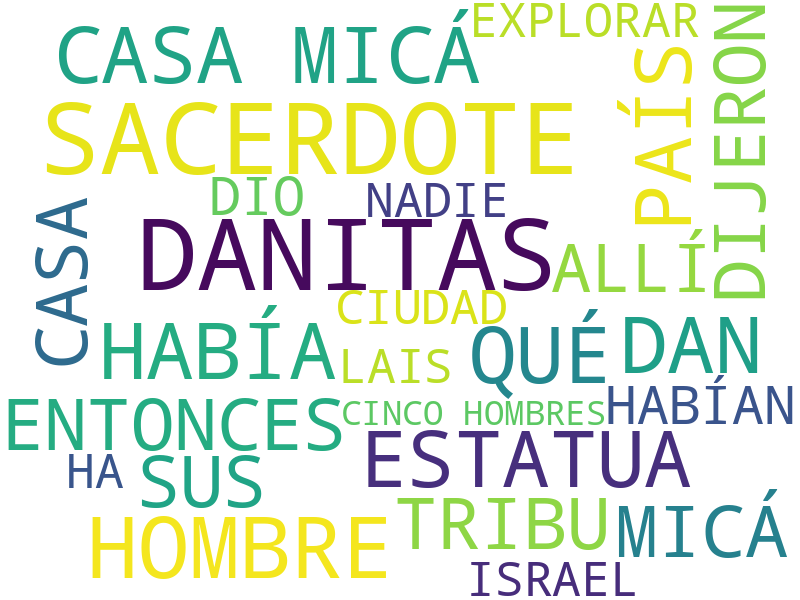 EXPLORAR
CASA MICÁ
PAÍS
DIJERON
SACERDOTE
DIO
NADIE
CASA
DANITAS
ALLÍ
CIUDAD
HABÍA
LAIS
QUÉ
DAN
ENTONCES
CINCO HOMBRES
HABÍAN
HA
SUS
ESTATUA
HOMBRE
TRIBU
MICÁ
ISRAEL